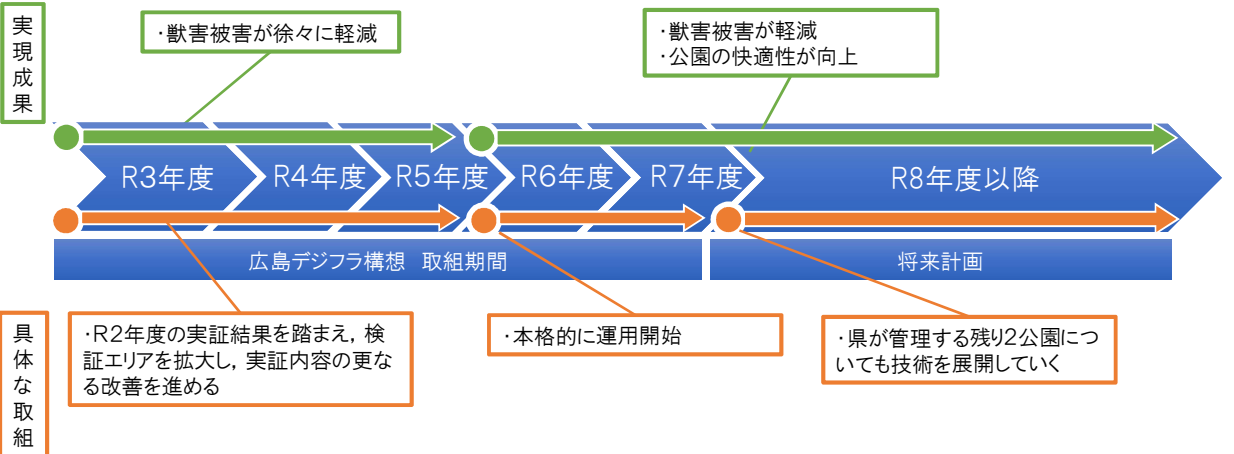 実現成果
・獣害被害が徐々に軽減
・獣害被害が軽減
・公園の快適性が向上
R3年度
R4年度
R5年度
R6年度
R7年度
R8年度以降
広島デジフラ構想　取組期間
将来計画
具体な取組
・R2年度の実証結果を踏まえ，検
証エリアを拡大し，実証内容の更な
る改善を進める
・本格的に運用開始
・県が管理する残り2公園につ
いても技術を展開していく